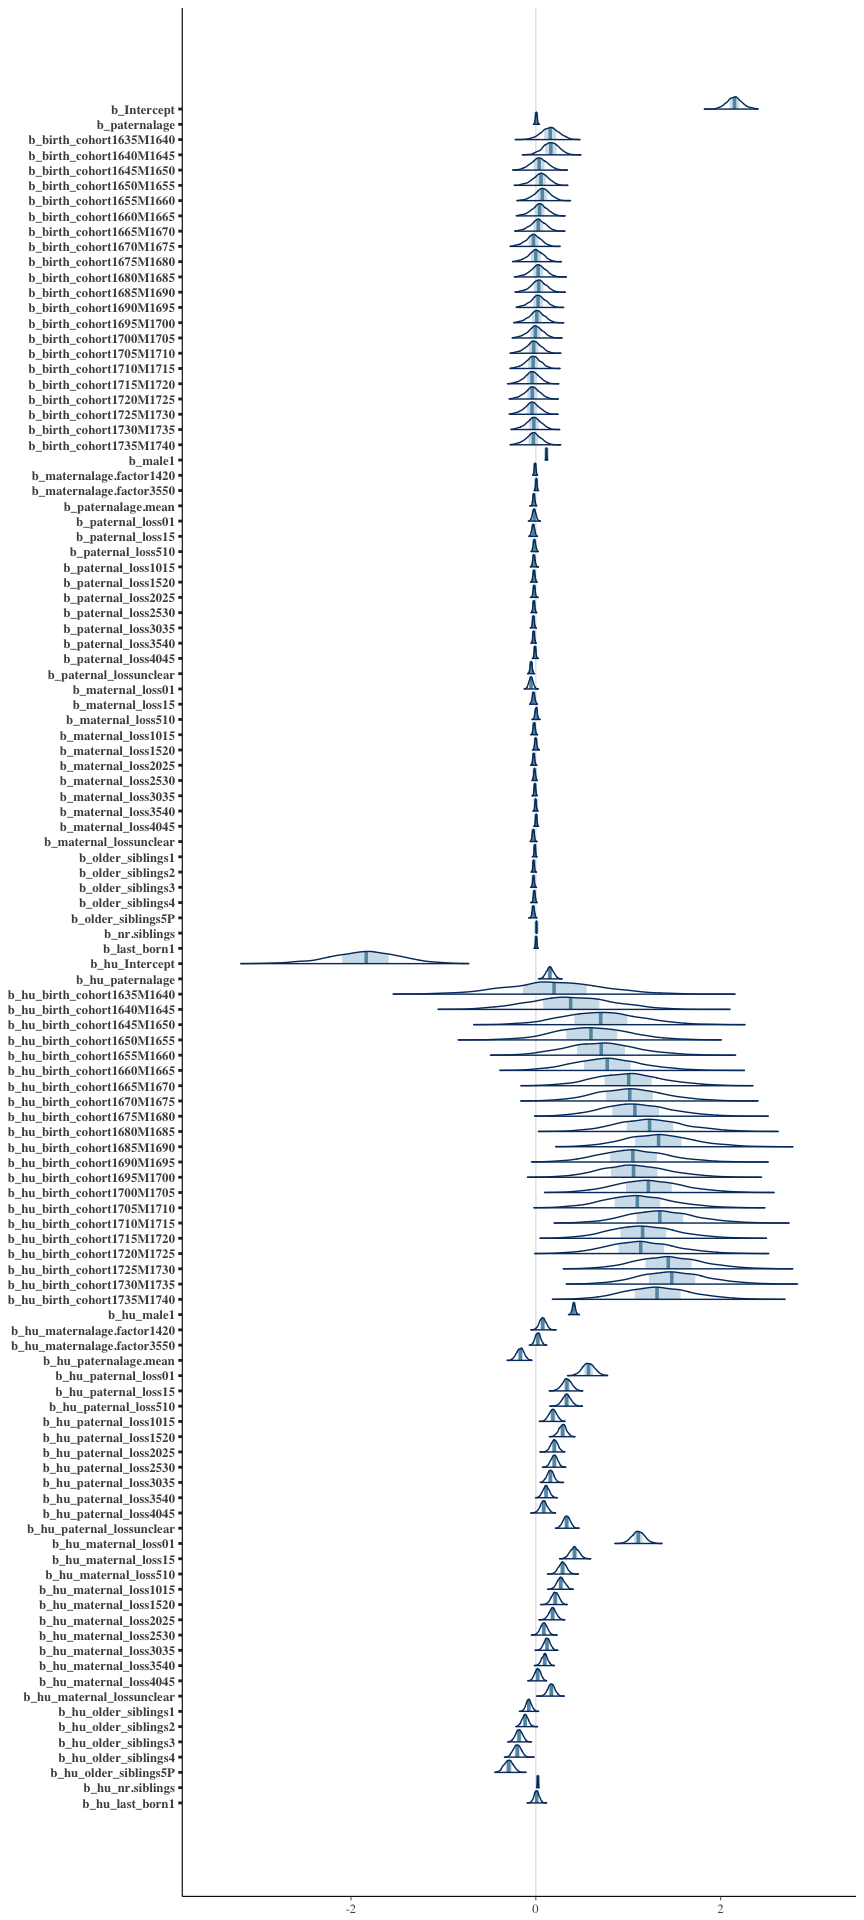 b_Intercept
b_paternalage
b_birth_cohort1635M1640
b_birth_cohort1640M1645
b_birth_cohort1645M1650
b_birth_cohort1650M1655
b_birth_cohort1655M1660
b_birth_cohort1660M1665
b_birth_cohort1665M1670
b_birth_cohort1670M1675
b_birth_cohort1675M1680
b_birth_cohort1680M1685
b_birth_cohort1685M1690
b_birth_cohort1690M1695
b_birth_cohort1695M1700
b_birth_cohort1700M1705
b_birth_cohort1705M1710
b_birth_cohort1710M1715
b_birth_cohort1715M1720
b_birth_cohort1720M1725
b_birth_cohort1725M1730
b_birth_cohort1730M1735
b_birth_cohort1735M1740
b_male1
b_maternalage.factor1420
b_maternalage.factor3550
b_paternalage.mean
b_paternal_loss01
b_paternal_loss15
b_paternal_loss510
b_paternal_loss1015
b_paternal_loss1520
b_paternal_loss2025
b_paternal_loss2530
b_paternal_loss3035
b_paternal_loss3540
b_paternal_loss4045
b_paternal_lossunclear
b_maternal_loss01
b_maternal_loss15
b_maternal_loss510
b_maternal_loss1015
b_maternal_loss1520
b_maternal_loss2025
b_maternal_loss2530
b_maternal_loss3035
b_maternal_loss3540
b_maternal_loss4045
b_maternal_lossunclear
b_older_siblings1
b_older_siblings2
b_older_siblings3
b_older_siblings4
b_older_siblings5P
b_nr.siblings
b_last_born1
b_hu_Intercept
b_hu_paternalage
b_hu_birth_cohort1635M1640
b_hu_birth_cohort1640M1645
b_hu_birth_cohort1645M1650
b_hu_birth_cohort1650M1655
b_hu_birth_cohort1655M1660
b_hu_birth_cohort1660M1665
b_hu_birth_cohort1665M1670
b_hu_birth_cohort1670M1675
b_hu_birth_cohort1675M1680
b_hu_birth_cohort1680M1685
b_hu_birth_cohort1685M1690
b_hu_birth_cohort1690M1695
b_hu_birth_cohort1695M1700
b_hu_birth_cohort1700M1705
b_hu_birth_cohort1705M1710
b_hu_birth_cohort1710M1715
b_hu_birth_cohort1715M1720
b_hu_birth_cohort1720M1725
b_hu_birth_cohort1725M1730
b_hu_birth_cohort1730M1735
b_hu_birth_cohort1735M1740
b_hu_male1
b_hu_maternalage.factor1420
b_hu_maternalage.factor3550
b_hu_paternalage.mean
b_hu_paternal_loss01
b_hu_paternal_loss15
b_hu_paternal_loss510
b_hu_paternal_loss1015
b_hu_paternal_loss1520
b_hu_paternal_loss2025
b_hu_paternal_loss2530
b_hu_paternal_loss3035
b_hu_paternal_loss3540
b_hu_paternal_loss4045
b_hu_paternal_lossunclear
b_hu_maternal_loss01
b_hu_maternal_loss15
b_hu_maternal_loss510
b_hu_maternal_loss1015
b_hu_maternal_loss1520
b_hu_maternal_loss2025
b_hu_maternal_loss2530
b_hu_maternal_loss3035
b_hu_maternal_loss3540
b_hu_maternal_loss4045
b_hu_maternal_lossunclear
b_hu_older_siblings1
b_hu_older_siblings2
b_hu_older_siblings3
b_hu_older_siblings4
b_hu_older_siblings5P
b_hu_nr.siblings
b_hu_last_born1
-2 0 2